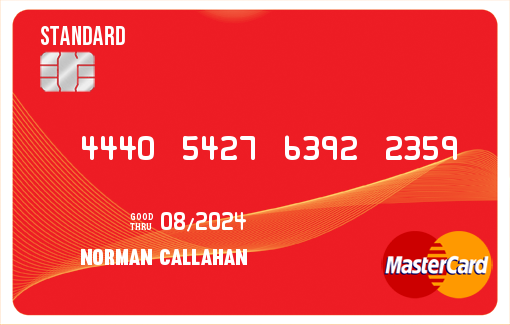 STANDARD
4440 5427 6392 2359
GOOD
THRU 08/2024
NORMAN CALLAHAN
MasterCard